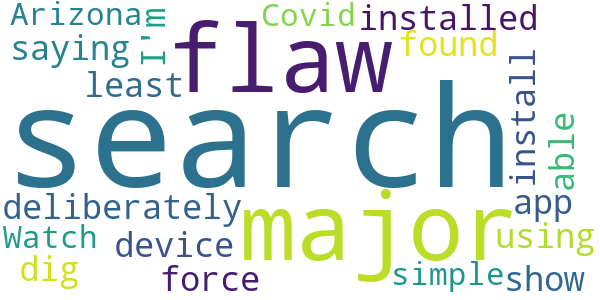 Arizona
Covid
installed
saying
I'm
flaw
found
least
search
install
able
deliberately
major
app
Watch
device
using
dig
force
simple
show